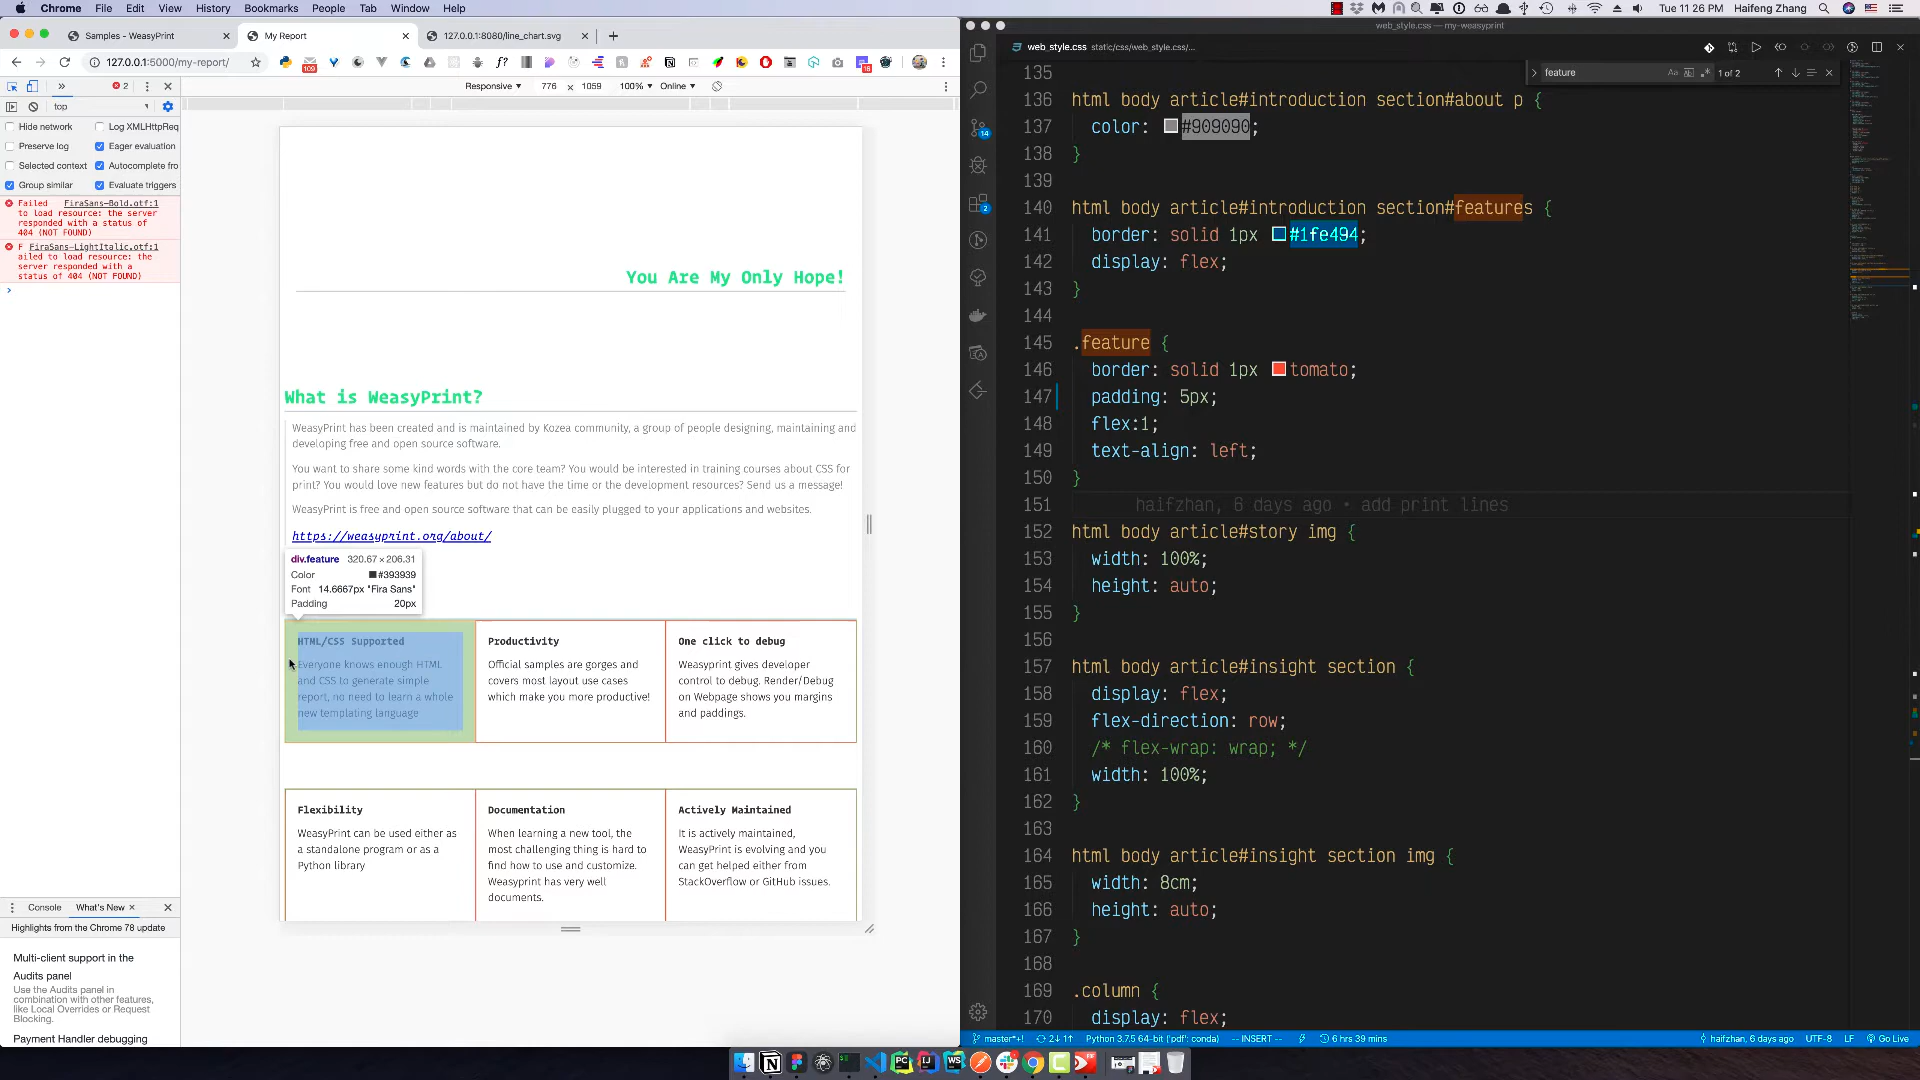 Chrome File Edit View History Bookmarks People Tab Window Help
Tue 11 26 PM Haifeng Zhang
Samples - WeasyPrint
My Report
127.0.0.1:8080/line_chart.svg
127.0.0.1:5000/my-report/
2
Responsive 776 × 1059 100% Online
top
Hide network Log XMLHttpReq
Preserve log Eager evaluation
Selected context Autocomplete fro
Group similar Evaluate triggers
Failed FiraSans-Bold.otf:1
to load resource: the server
responded with a status of
404 (NOT FOUND)
F FiraSans-LightItalic.otf:1
ailed to load resource: the
server responded with a
status of 404 (NOT FOUND)
Console What's New
Highlights from the Chrome 78 update
Multi-client support in the
Audits panel
Use the Audits panel in
combination with other features,
like Local Overrides or Request
Blocking.
Payment Handler debugging
You Are My Only Hope!
What is WeasyPrint?
WeasyPrint has been created and is maintained by Kozea community, a group of people designing, maintaining and
developing free and open source software.
You want to share some kind words with the core team? You would be interested in training courses about CSS for
print? You would love new features but do not have the time or the development resources? Send us a message!
WeasyPrint is free and open source software that can be easily plugged to your applications and websites.
https://weasyprint.org/about/
div.feature 320.67 × 206.31
Color #393939
Font 14.6667px "Fira Sans"
Padding 20px
HTML/CSS Supported
Everyone knows enough HTML
and CSS to generate simple
report, no need to learn a whole
new templating language
Productivity
Official samples are gorges and
covers most layout use cases
which make you more productive!
One click to debug
Weasyprint gives developer
control to debug. Render/Debug
on Webpage shows you margins
and paddings.
Flexibility
WeasyPrint can be used either as
a standalone program or as a
Python library
Documentation
When learning a new tool, the
most challenging thing is hard to
find how to use and customize.
Weasyprint has very well
documents.
Actively Maintained
It is actively maintained,
WeasyPrint is evolving and you
can get helped either from
StackOverflow or GitHub issues.
web_style.css — my-weasyprint
web_style.css static/css/web_style.css/...
feature 1 of 2
135
136 html body article#introduction section#about p {
137 color: #909090;
138 }
139
140 html body article#introduction section#features {
141 border: solid 1px #1fe494;
142 display: flex;
143 }
144
145 .feature {
146 border: solid 1px tomato;
147 padding: 5px;
148 flex:1;
149 text-align: left;
150 }
151 haifzhan, 6 days ago • add print lines
152 html body article#story img {
153 width: 100%;
154 height: auto;
155 }
156
157 html body article#insight section {
158 display: flex;
159 flex-direction: row;
160 /* flex-wrap: wrap; */
161 width: 100%;
162 }
163
164 html body article#insight section img {
165 width: 8cm;
166 height: auto;
167 }
168
169 .column {
170 display: flex;
master*+! 2↓ 1↑ Python 3.7.5 64-bit ('pdf': conda) -- INSERT -- 6 hrs 39 mins
haifzhan, 6 days ago UTF-8 LF Go Live